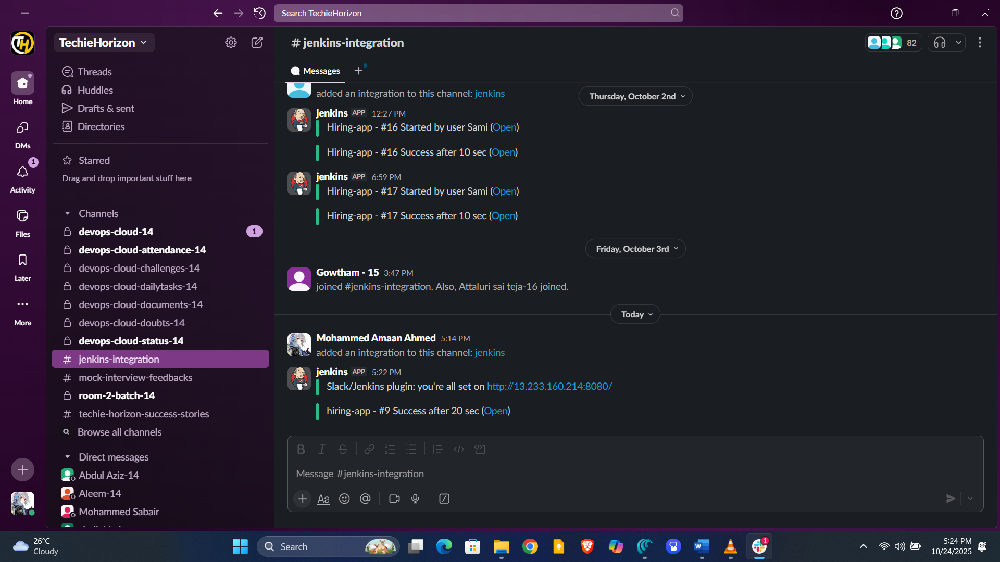 Search TechieHorizon
TH
TechieHorizon
# jenkins-integration
82
Home
DMs
1
Activity
Files
Later
More
Threads
Huddles
Drafts & sent
Directories
Starred
Drag and drop important stuff here
Channels
devops-cloud-14
1
devops-cloud-attendance-14
devops-cloud-challenges-14
devops-cloud-dailytasks-14
devops-cloud-documents-14
devops-cloud-doubts-14
devops-cloud-status-14
# jenkins-integration
# mock-interview-feedbacks
room-2-batch-14
# techie-horizon-success-stories
Browse all channels
Direct messages
Abdul Aziz-14
Aleem-14
Mohammed Sabair
Messages
added an integration to this channel: jenkins
Thursday, October 2nd
jenkins APP 12:27 PM
Hiring-app - #16 Started by user Sami (Open)
Hiring-app - #16 Success after 10 sec (Open)
jenkins APP 6:59 PM
Hiring-app - #17 Started by user Sami (Open)
Hiring-app - #17 Success after 10 sec (Open)
Friday, October 3rd
Gowtham - 15 3:47 PM
joined #jenkins-integration. Also, Attaluri sai teja-16 joined.
Today
Mohammed Amaan Ahmed 5:14 PM
added an integration to this channel: jenkins
jenkins APP 5:22 PM
Slack/Jenkins plugin: you're all set on http://13.233.160.214:8080/
hiring-app - #9 Success after 20 sec (Open)
Message #jenkins-integration
Aa
26°C
Cloudy
Search
1
5:24 PM
10/24/2025